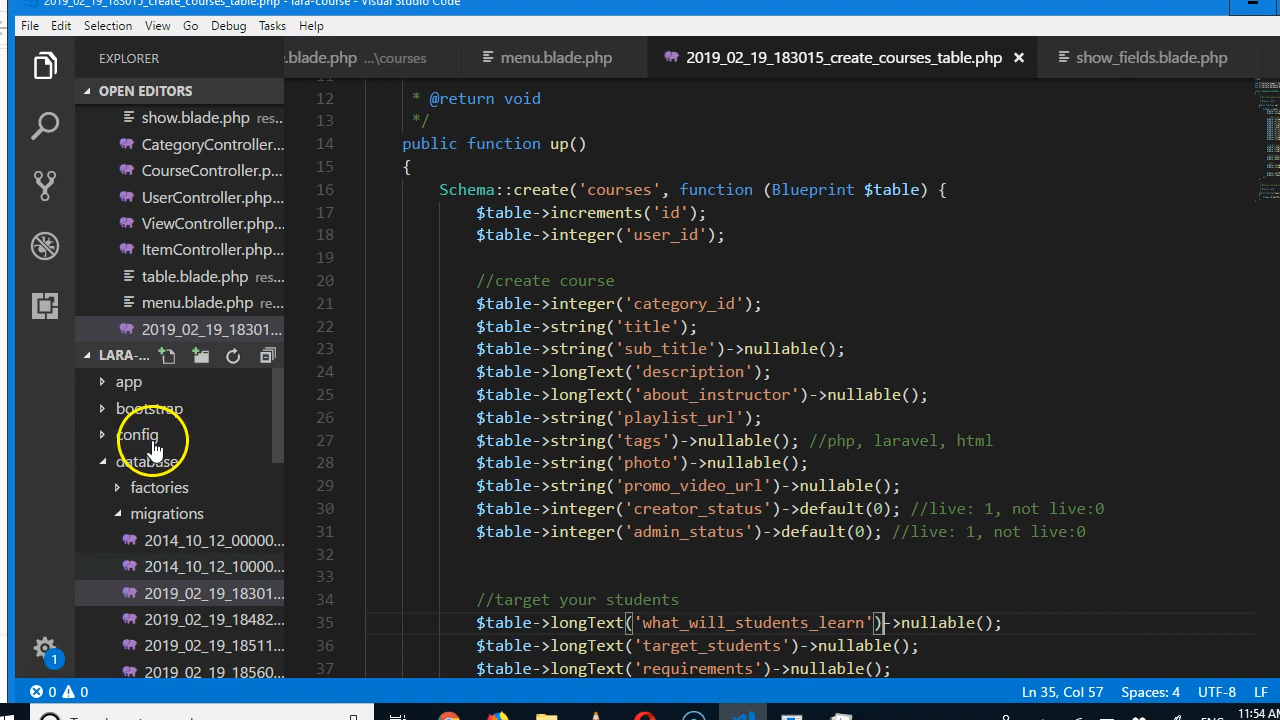 2019_02_19_183015_create_courses_table.php - lara-course - Visual Studio Code
File Edit Selection View Go Debug Tasks Help
EXPLORER
.blade.php ...\courses
menu.blade.php
2019_02_19_183015_create_courses_table.php
show_fields.blade.php
OPEN EDITORS
show.blade.php res...
CategoryController...
CourseController.p...
UserController.php...
ViewController.php...
ItemController.php...
table.blade.php res...
menu.blade.php re...
2019_02_19_18301...
LARA-...
app
bootstrap
config
database
factories
migrations
2014_10_12_00000...
2014_10_12_10000...
2019_02_19_18301...
2019_02_19_18482...
2019_02_19_18511...
2019_02_19_18560...
11
12 * @return void
13 */
14 public function up()
15 {
16 Schema::create('courses', function (Blueprint $table) {
17 $table->increments('id');
18 $table->integer('user_id');
19
20 //create course
21 $table->integer('category_id');
22 $table->string('title');
23 $table->string('sub_title')->nullable();
24 $table->longText('description');
25 $table->longText('about_instructor')->nullable();
26 $table->string('playlist_url');
27 $table->string('tags')->nullable(); //php, laravel, html
28 $table->string('photo')->nullable();
29 $table->string('promo_video_url')->nullable();
30 $table->integer('creator_status')->default(0); //live: 1, not live:0
31 $table->integer('admin_status')->default(0); //live: 1, not live:0
32
33
34 //target your students
35 $table->longText('what_will_students_learn')->nullable();
36 $table->longText('target_students')->nullable();
37 $table->longText('requirements')->nullable();
1
0 0
Ln 35, Col 57 Spaces: 4 UTF-8 LF
11:54 AM